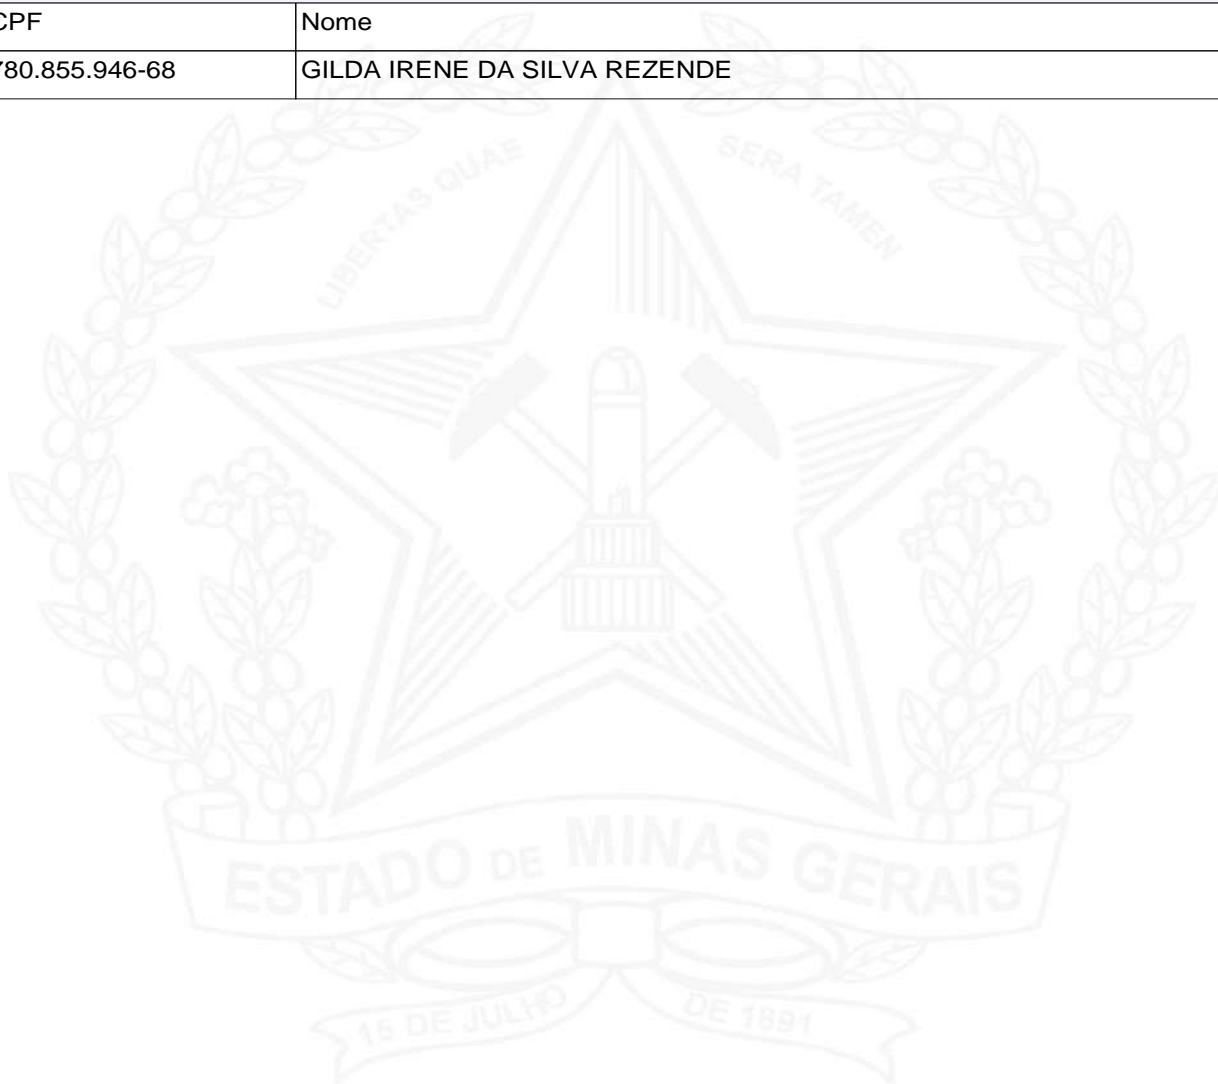 CPF Nome
780.855.946-68 GILDA IRENE DA SILVA REZENDE
LIBERTAS QUAE SERA TAMEN
ESTADO DE MINAS GERAIS
15 DE JULHO DE 1891